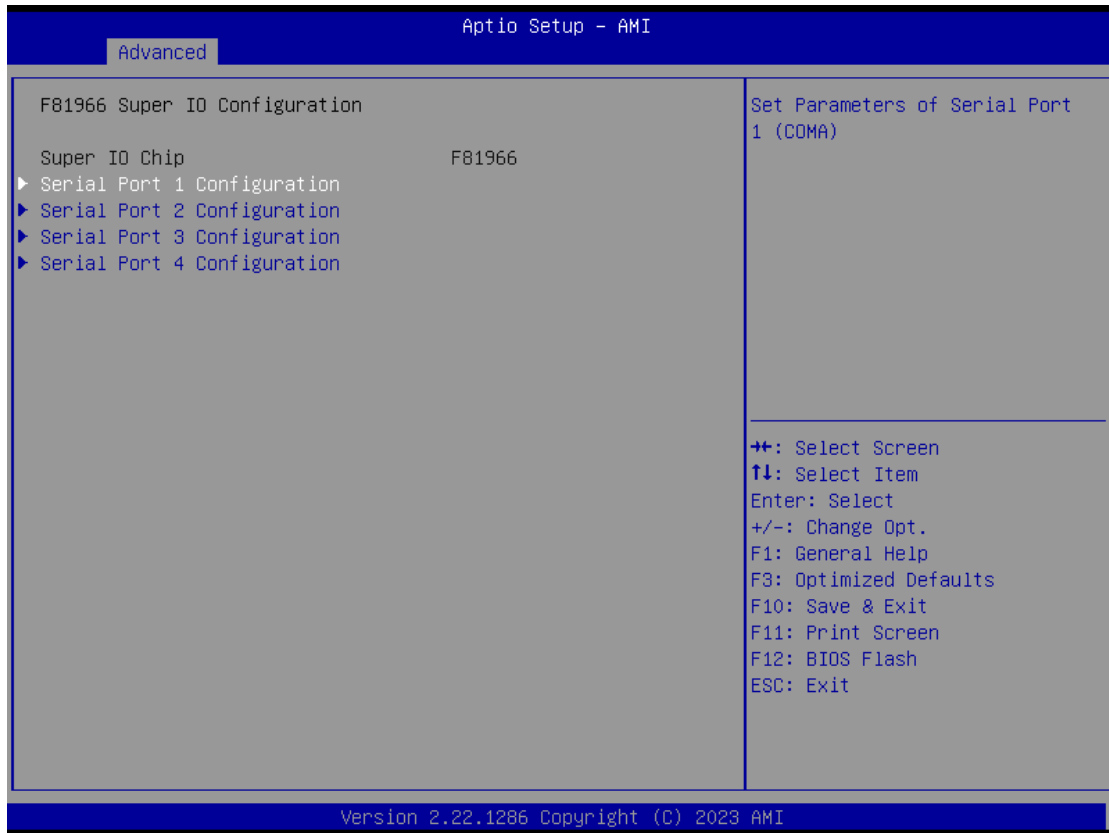 Aptio Setup – AMI
Advanced
F81966 Super IO Configuration
Super IO Chip F81966
Serial Port 1 Configuration
Serial Port 2 Configuration
Serial Port 3 Configuration
Serial Port 4 Configuration
Set Parameters of Serial Port
1 (COMA)
→←: Select Screen
↑↓: Select Item
Enter: Select
+/-: Change Opt.
F1: General Help
F3: Optimized Defaults
F10: Save & Exit
F11: Print Screen
F12: BIOS Flash
ESC: Exit
Version 2.22.1286 Copyright (C) 2023 AMI